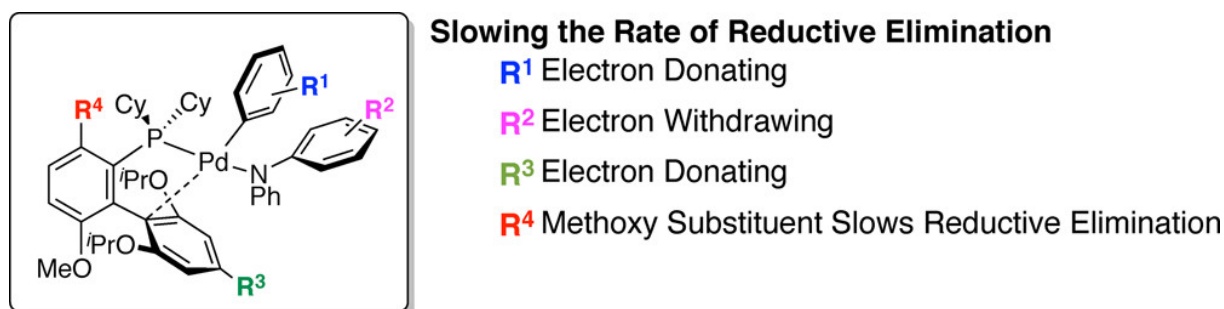 Slowing the Rate of Reductive Elimination
R¹ Electron Donating
R² Electron Withdrawing
R³ Electron Donating
R⁴ Methoxy Substituent Slows Reductive Elimination
R¹
R⁴ Cy Cy R²
P
Pd
N
ⁱPrO
Ph
ⁱPrO
MeO
R³